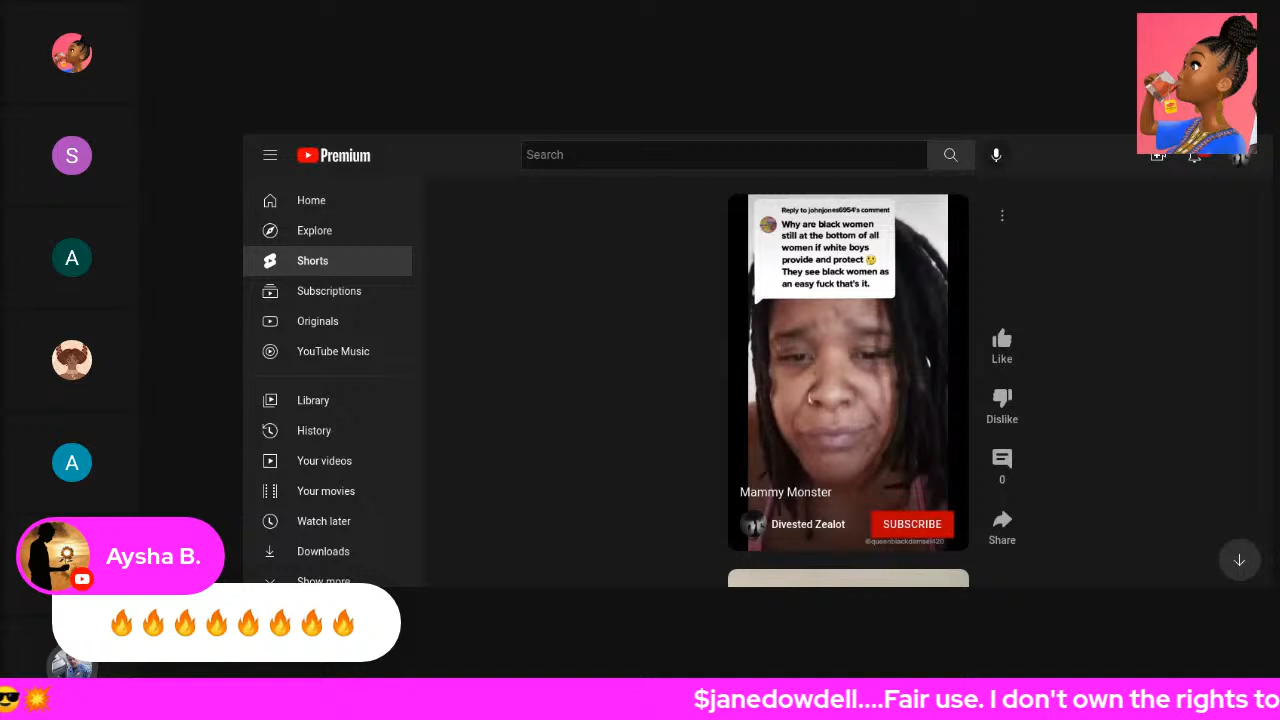 Premium
Search
Home
Explore
Shorts
Subscriptions
Originals
YouTube Music
Library
History
Your videos
Your movies
Watch later
Downloads
Show more
Reply to johnjones6954's comment
Why are black women
still at the bottom of all
women if white boys
provide and protect 🤔
They see black women as
an easy fuck that's it.
Mammy Monster
Divested Zealot
SUBSCRIBE
@queenblackdamsel420
Like
Dislike
0
Share
S
A
A
Aysha B.
🔥🔥🔥🔥🔥🔥🔥🔥
😎💥
$janedowdell....Fair use. I don't own the rights to